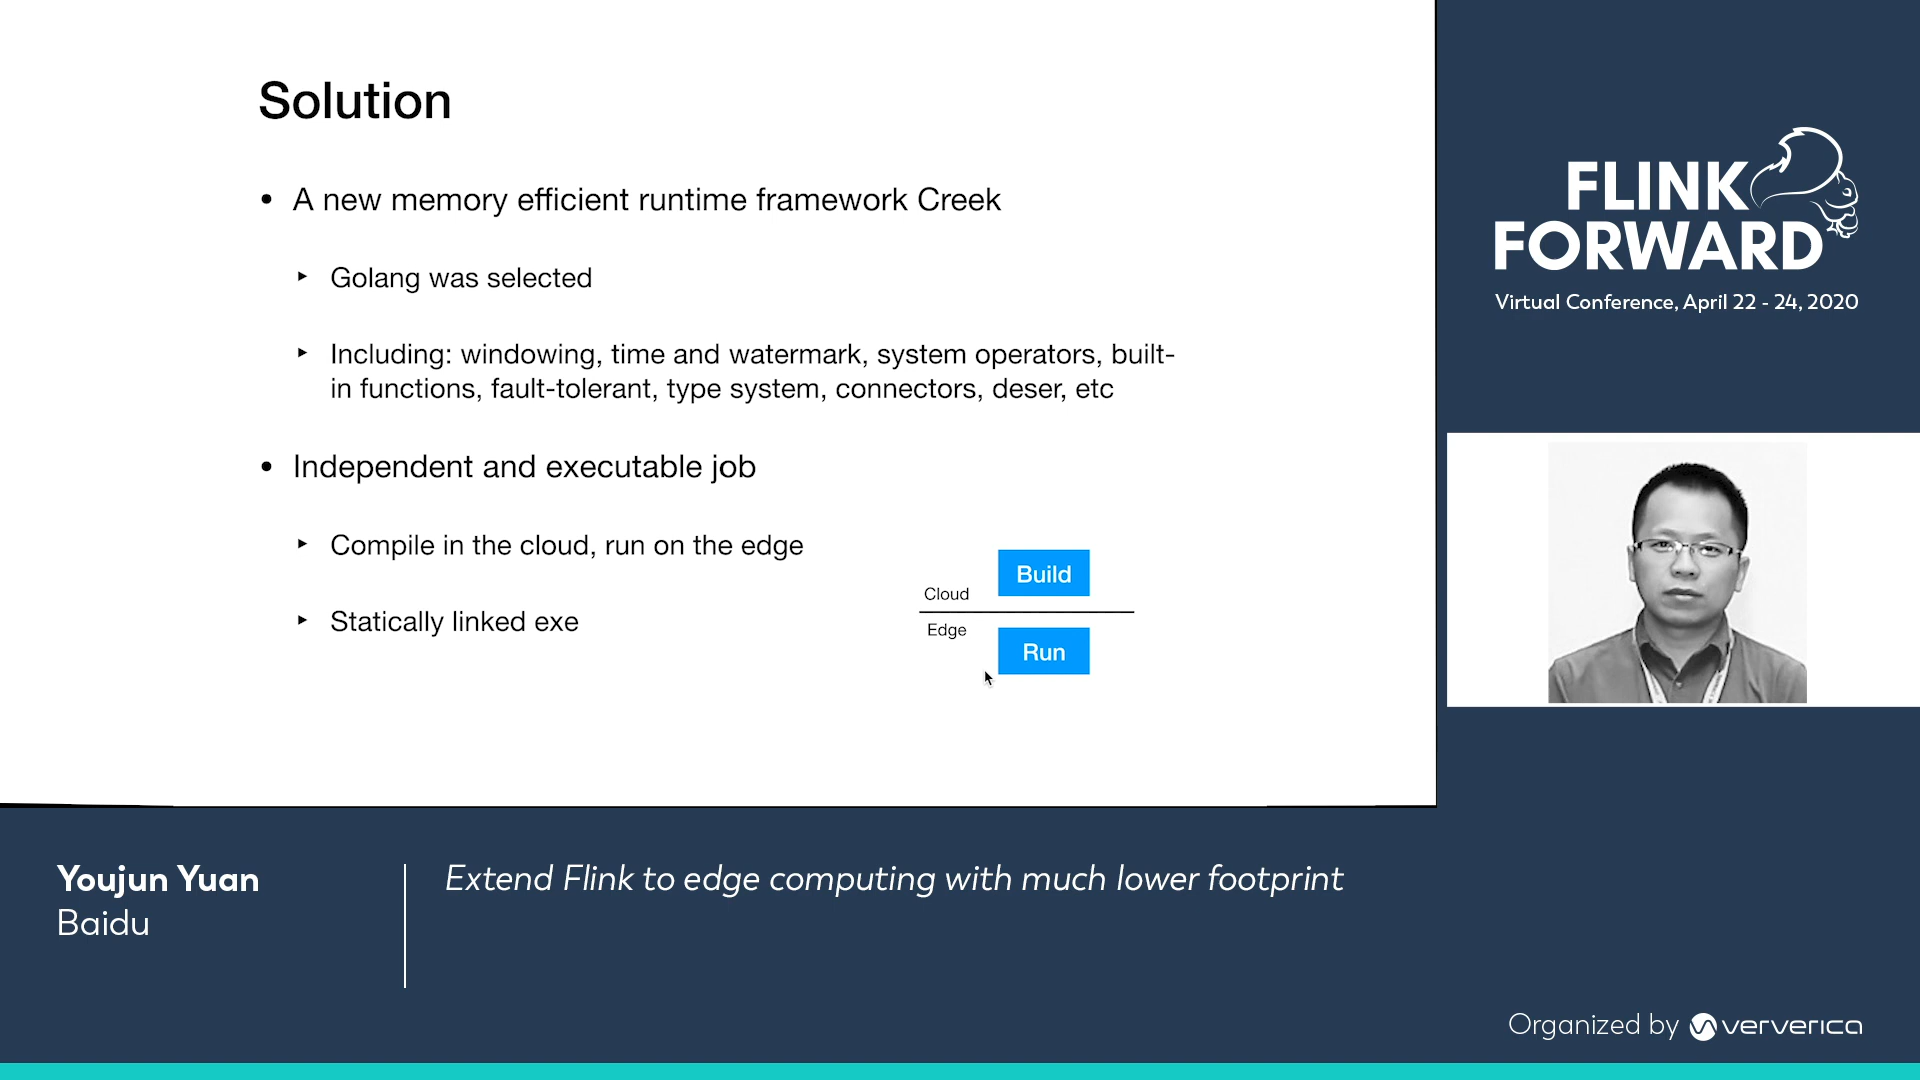 Solution
• A new memory efficient runtime framework Creek
‣ Golang was selected
‣ Including: windowing, time and watermark, system operators, built-
in functions, fault-tolerant, type system, connectors, deser, etc
• Independent and executable job
‣ Compile in the cloud, run on the edge
‣ Statically linked exe
Build
Cloud
Edge
Run
FLINK
FORWARD
Virtual Conference, April 22 - 24, 2020
Youjun Yuan
Baidu
Extend Flink to edge computing with much lower footprint
Organized by ververica